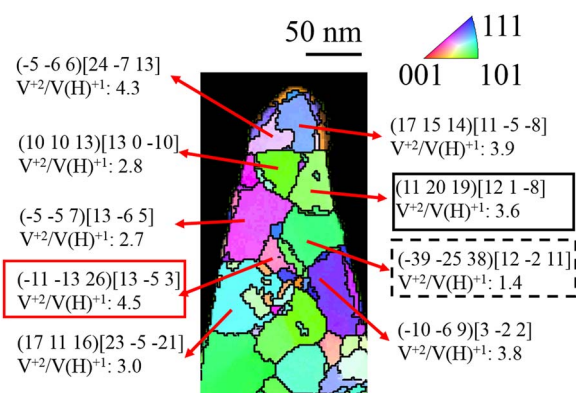 50 nm
111
001
101
(-5 -6 6)[24 -7 13]
V+2/V(H)+1: 4.3
(10 10 13)[13 0 -10]
V+2/V(H)+1: 2.8
(-5 -5 7)[13 -6 5]
V+2/V(H)+1: 2.7
(-11 -13 26)[13 -5 3]
V+2/V(H)+1: 4.5
(17 11 16)[23 -5 -21]
V+2/V(H)+1: 3.0
(17 15 14)[11 -5 -8]
V+2/V(H)+1: 3.9
(11 20 19)[12 1 -8]
V+2/V(H)+1: 3.6
(-39 -25 38)[12 -2 11]
V+2/V(H)+1: 1.4
(-10 -6 9)[3 -2 2]
V+2/V(H)+1: 3.8